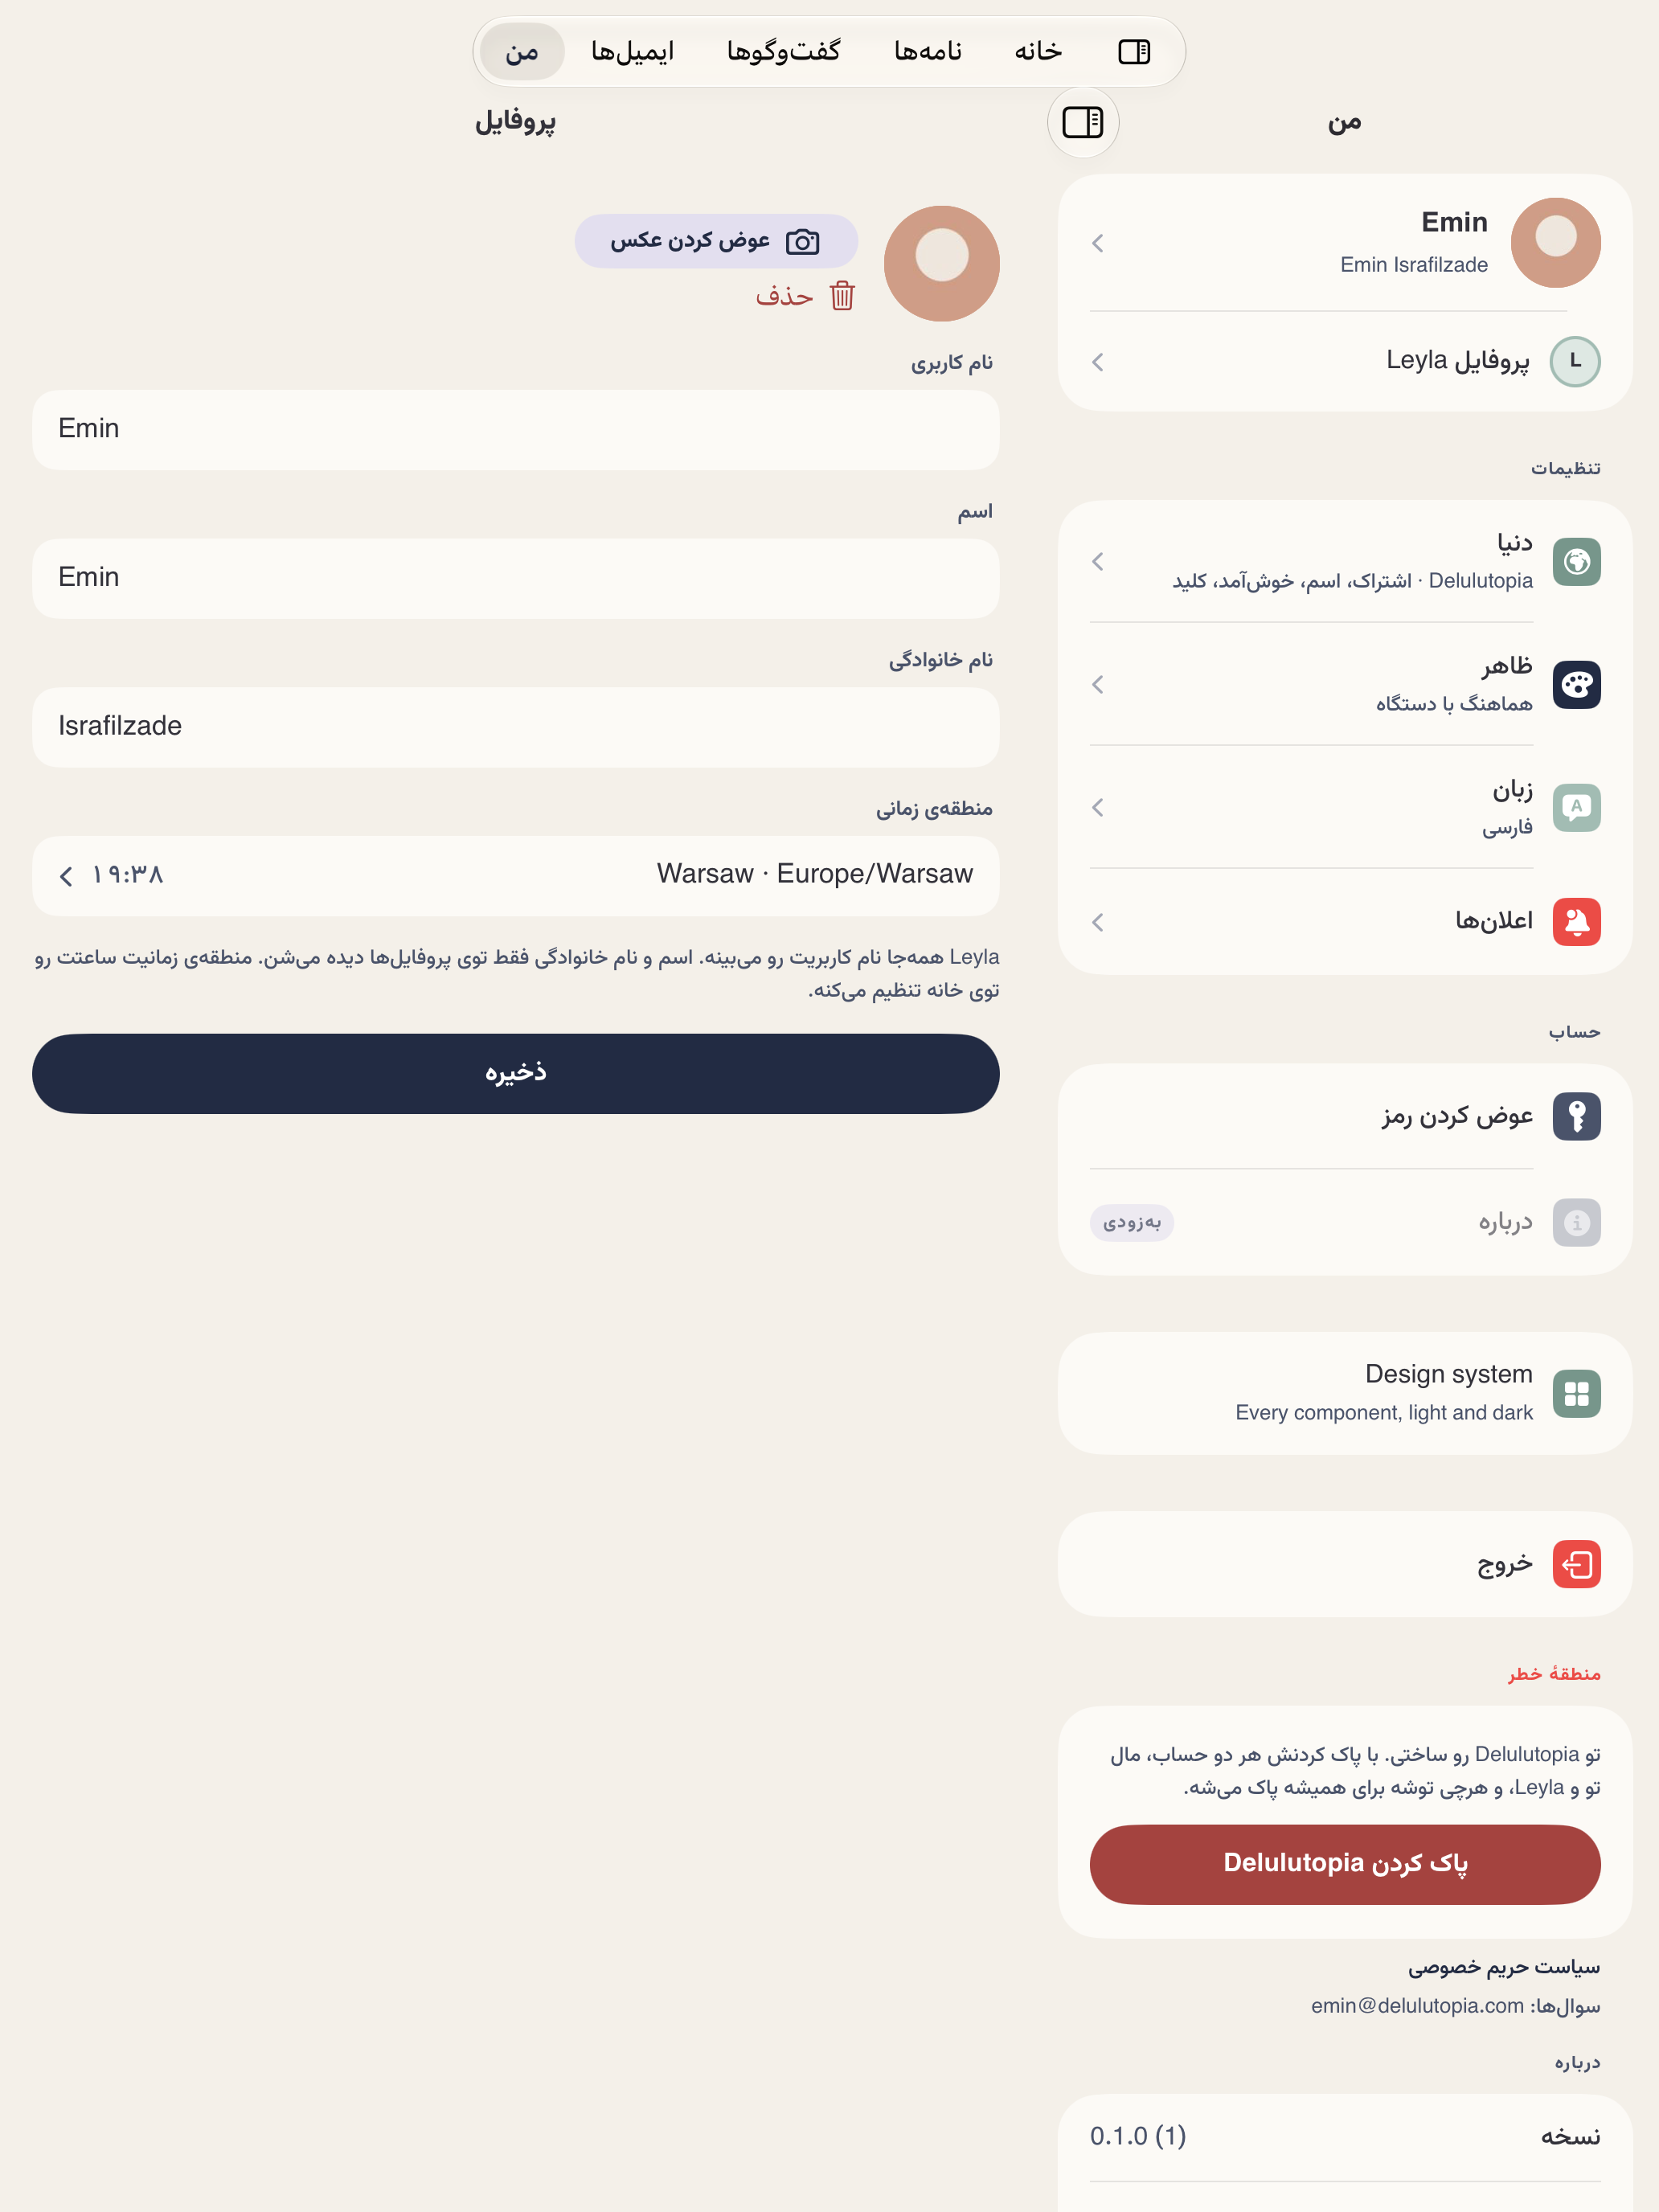 خانه
نامه‌ها
گفت‌وگوها
ایمیل‌ها
من
من
Emin
Emin Israfilzade
L
پروفایل Leyla
تنظیمات
دنیا
Delulutopia · اشتراک، اسم، خوش‌آمد، کلید
ظاهر
هماهنگ با دستگاه
زبان
فارسی
اعلان‌ها
حساب
عوض کردن رمز
درباره
به‌زودی
Design system
Every component, light and dark
خروج
منطقهٔ خطر
تو Delulutopia رو ساختی. با پاک کردنش هر دو حساب، مال
تو و Leyla، و هرچی توشه برای همیشه پاک می‌شه.
پاک کردن Delulutopia
سیاست حریم خصوصی
سوال‌ها: emin@delulutopia.com
درباره
نسخه
0.1.0 (1)
پروفایل
عوض کردن عکس
حذف
نام کاربری
Emin
اسم
Emin
نام خانوادگی
Israfilzade
منطقه‌ی زمانی
Warsaw · Europe/Warsaw
۱۹:۳۸
Leyla همه‌جا نام کاربریت رو می‌بینه. اسم و نام خانوادگی فقط توی پروفایل‌ها دیده می‌شن. منطقه‌ی زمانیت ساعتت رو
توی خانه تنظیم می‌کنه.
ذخیره